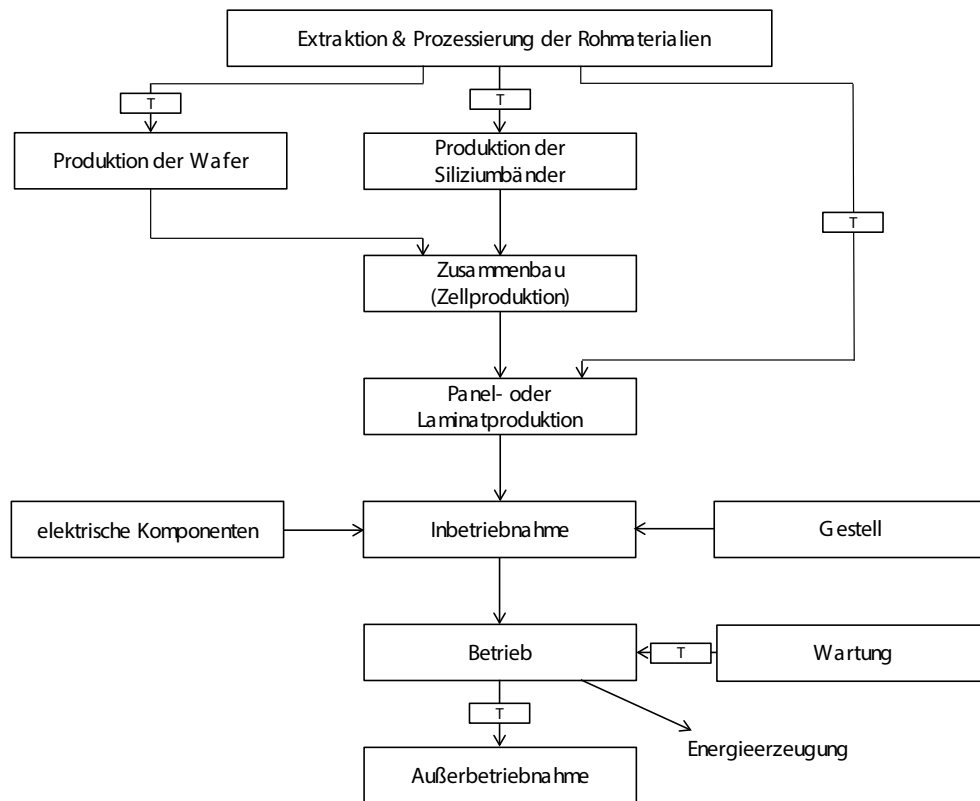 Extraktion & Prozessierung der Rohmaterialien
T
T
Produktion der Wafer
Produktion der
Siliziumbänder
T
Zusammenbau
(Zellproduktion)
Panel- oder
Laminatproduktion
elektrische Komponenten
Inbetriebnahme
Gestell
Betrieb
T
Wartung
T
Energieerzeugung
Außerbetriebnahme